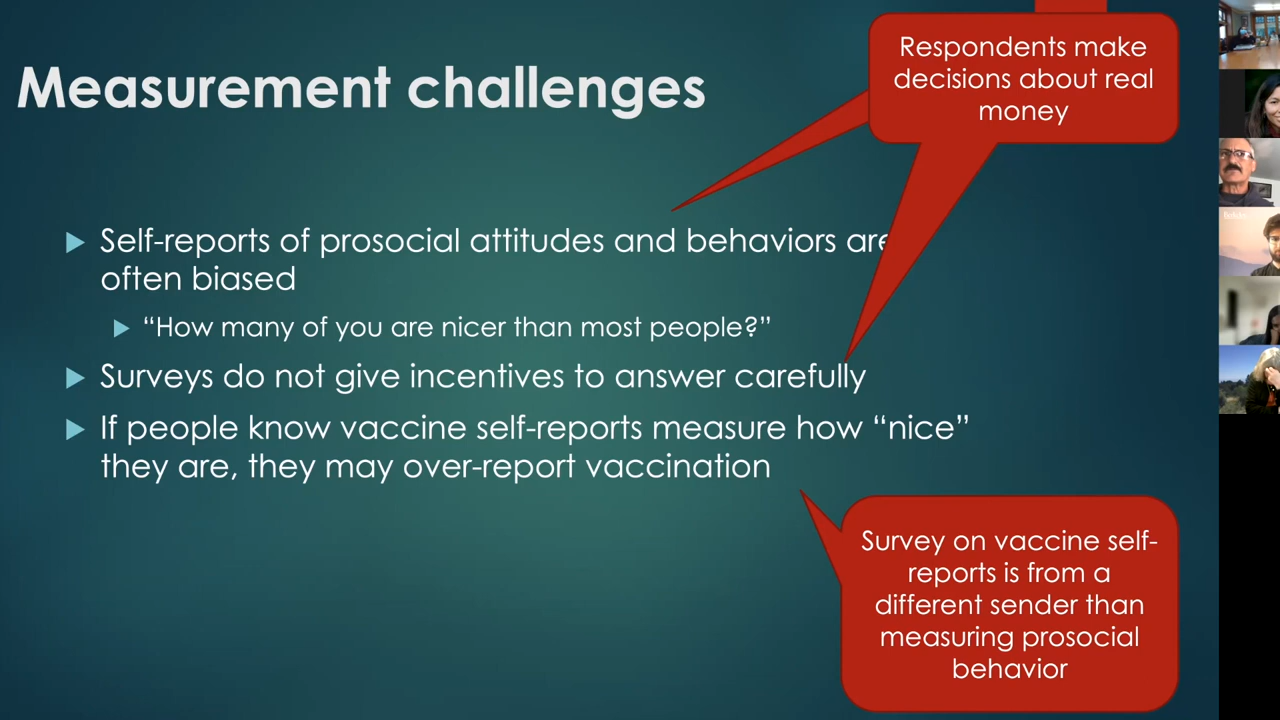 Measurement challenges
Respondents make
decisions about real
money
Self-reports of prosocial attitudes and behaviors are
often biased
“How many of you are nicer than most people?”
Surveys do not give incentives to answer carefully
If people know vaccine self-reports measure how “nice”
they are, they may over-report vaccination
Survey on vaccine self-
reports is from a
different sender than
measuring prosocial
behavior